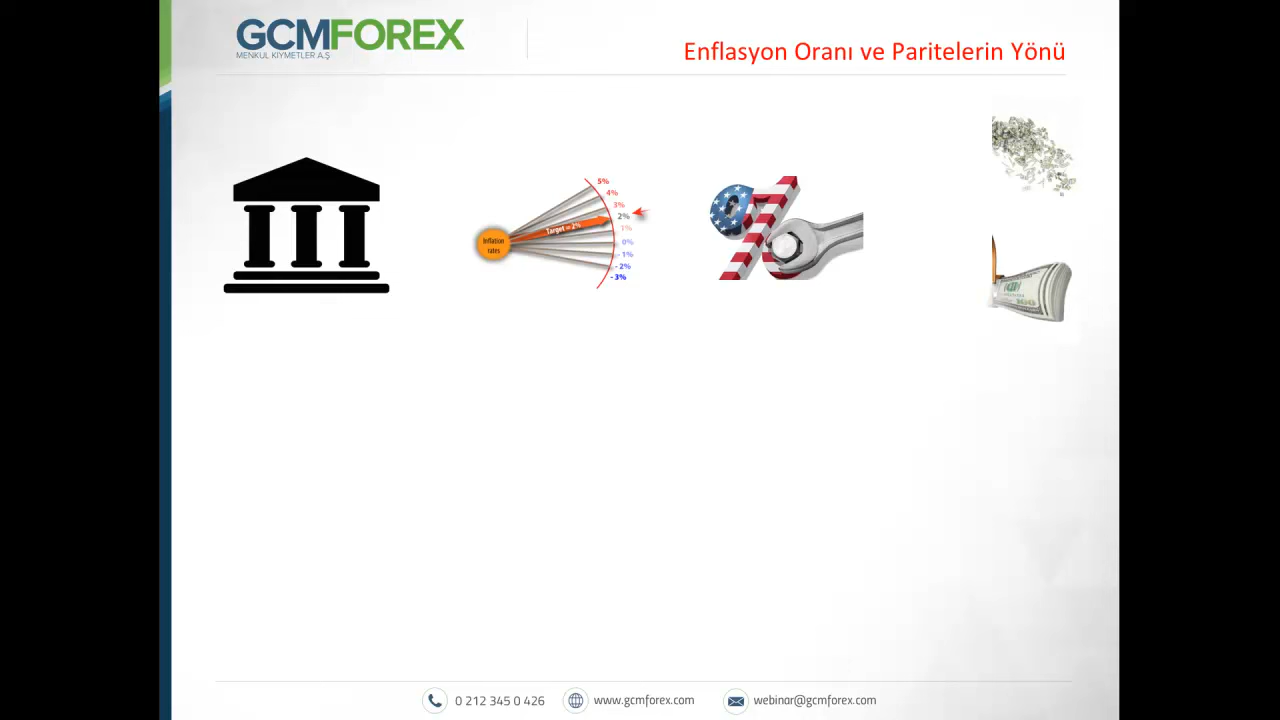 GCMFOREX
MENKUL KIYMETLER A.Ş
Enflasyon Oranı ve Paritelerin Yönü
Inflation
rates
Target = 2%
5%
4%
3%
2%
1%
0%
- 1%
- 2%
- 3%
100
0 212 345 0 426
www.gcmforex.com
webinar@gcmforex.com